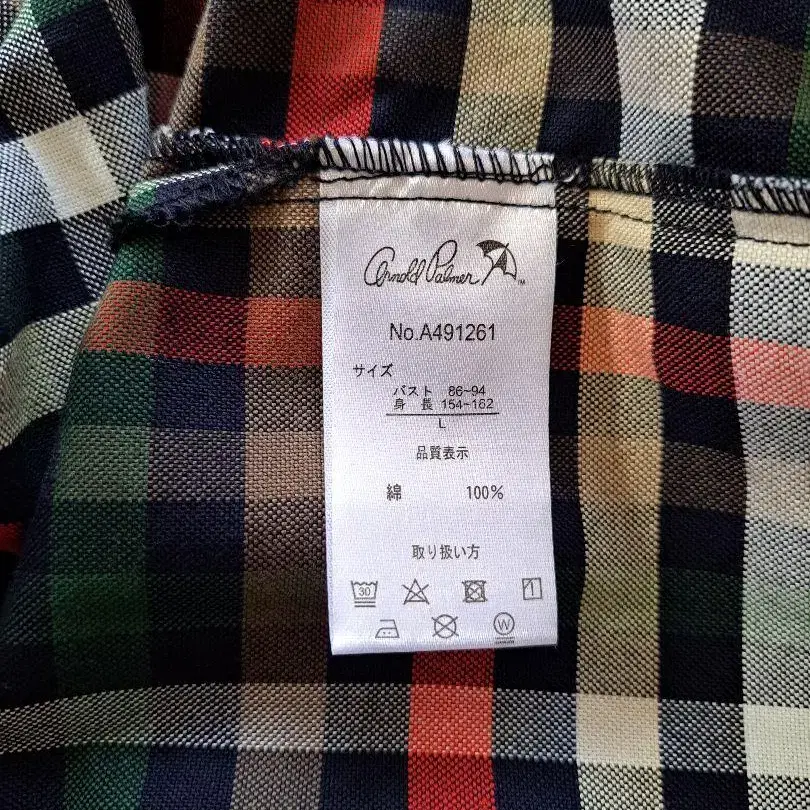 Arnold Palmer™
No.A491261
サイズ
バスト 86~94
身 長 154~162
L
品質表示
綿 100%
取り扱い方
30
W